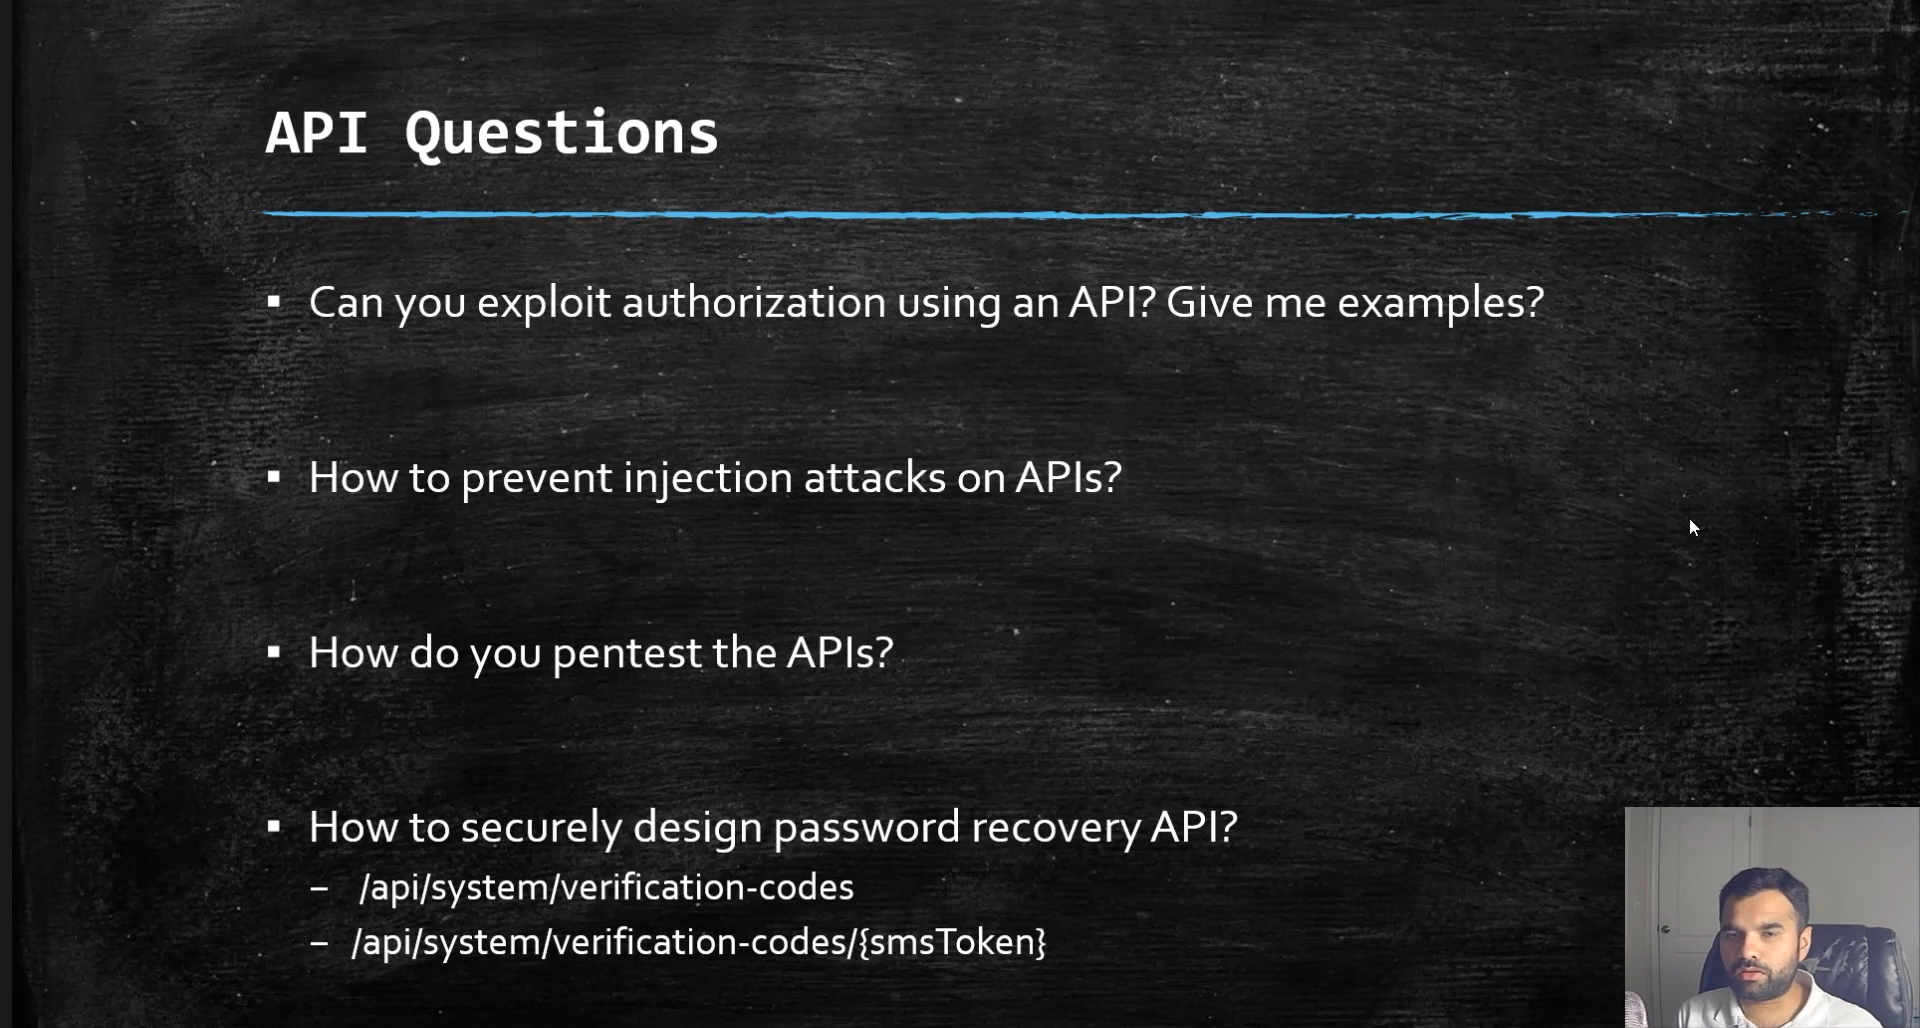 API Questions
▪ Can you exploit authorization using an API? Give me examples?
▪ How to prevent injection attacks on APIs?
▪ How do you pentest the APIs?
▪ How to securely design password recovery API?
– /api/system/verification-codes
– /api/system/verification-codes/{smsToken}